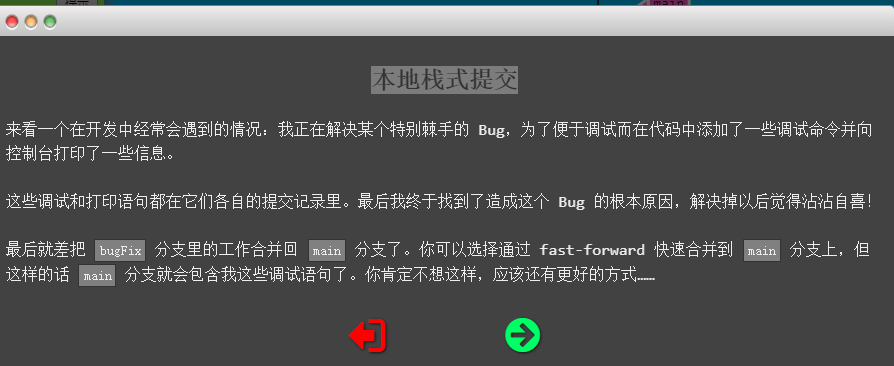 main
本地栈式提交
来看一个在开发中经常会遇到的情况：我正在解决某个特别棘手的 Bug，为了便于调试而在代码中添加了一些调试命令并向
控制台打印了一些信息。
这些调试和打印语句都在它们各自的提交记录里。最后我终于找到了造成这个 Bug 的根本原因，解决掉以后觉得沾沾自喜！
最后就差把 bugFix 分支里的工作合并回 main 分支了。你可以选择通过 fast-forward 快速合并到 main 分支上，但
这样的话 main 分支就会包含我这些调试语句了。你肯定不想这样，应该还有更好的方式……